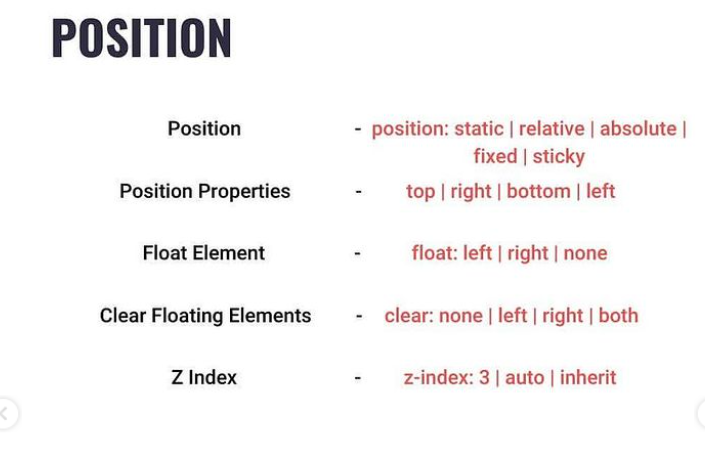 POSITION
Position - position: static | relative | absolute |
fixed | sticky
Position Properties - top | right | bottom | left
Float Element - float: left | right | none
Clear Floating Elements - clear: none | left | right | both
Z Index - z-index: 3 | auto | inherit